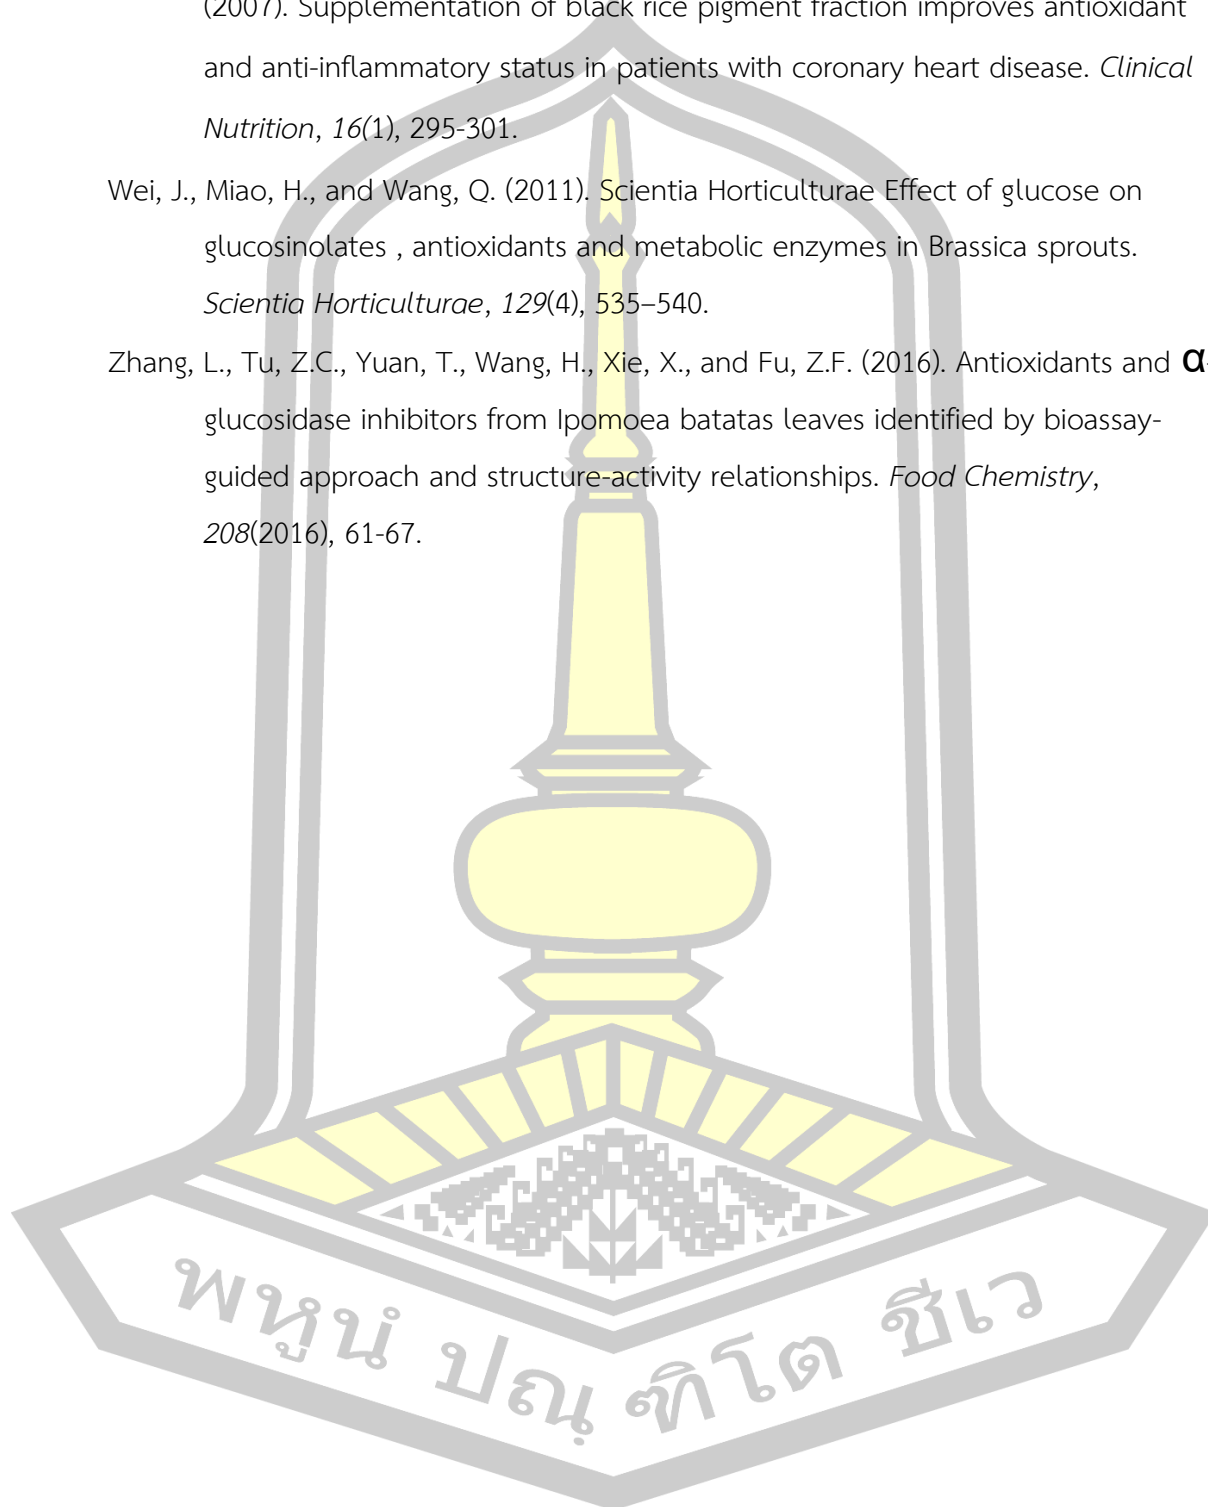 (2007). Supplementation of black rice pigment fraction improves antioxidant
and anti-inflammatory status in patients with coronary heart disease. Clinical
Nutrition, 16(1), 295-301.
Wei, J., Miao, H., and Wang, Q. (2011). Scientia Horticulturae Effect of glucose on
glucosinolates , antioxidants and metabolic enzymes in Brassica sprouts.
Scientia Horticulturae, 129(4), 535–540.
Zhang, L., Tu, Z.C., Yuan, T., Wang, H., Xie, X., and Fu, Z.F. (2016). Antioxidants and α-
glucosidase inhibitors from Ipomoea batatas leaves identified by bioassay-
guided approach and structure-activity relationships. Food Chemistry,
208(2016), 61-67.
พหูนํ ปณฺฑิโต ชีเว